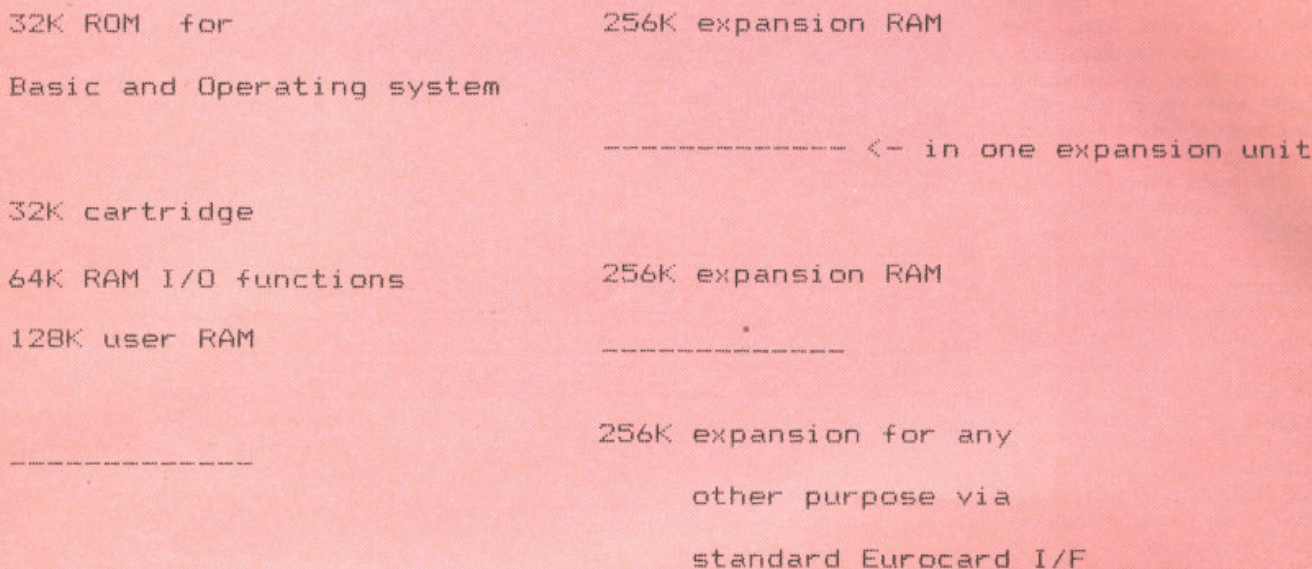 32K ROM  for
Basic and Operating system
32K cartridge
64K RAM I/O functions
128K user RAM
--------------
256K expansion RAM
-------------- <- in one expansion unit
256K expansion RAM
--------------
256K expansion for any
other purpose via
standard Eurocard I/F